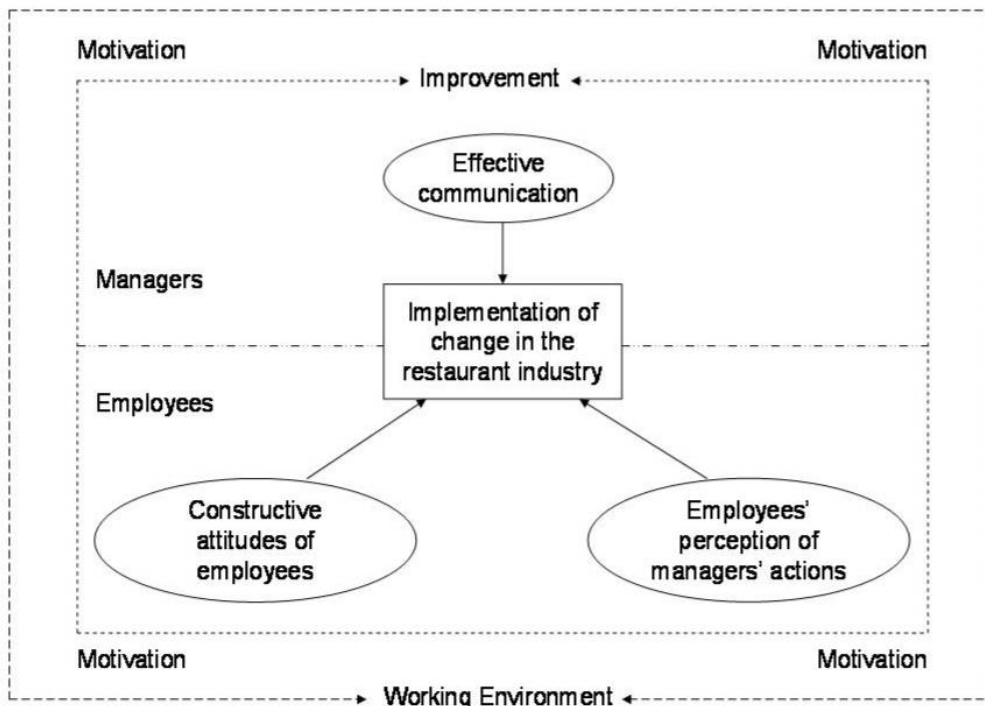 Motivation
Motivation
Improvement
Effective
communication
Managers
Implementation of
change in the
restaurant industry
Employees
Constructive
attitudes of
employees
Employees'
perception of
managers' actions
Motivation
Motivation
Working Environment